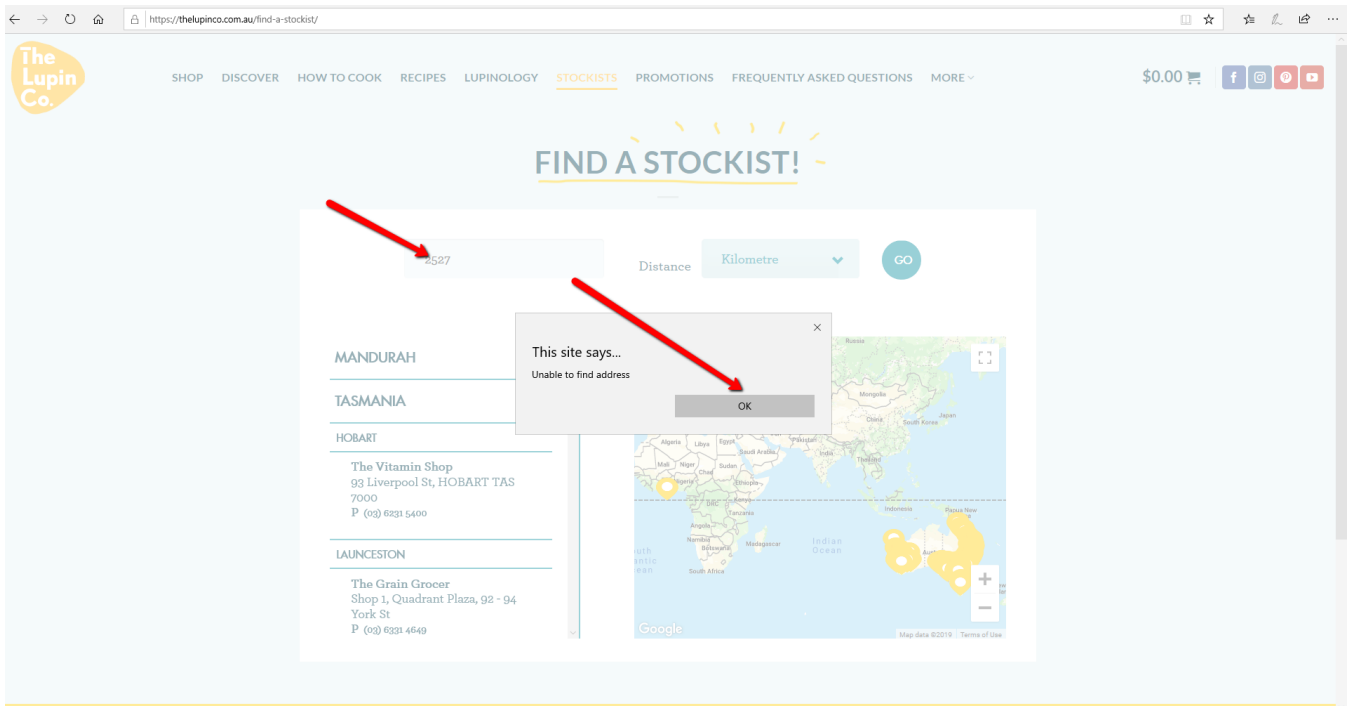 https://thelupinco.com.au/find-a-stockist/
The
Lupin
Co.
SHOP DISCOVER HOW TO COOK RECIPES LUPINOLOGY STOCKISTS PROMOTIONS FREQUENTLY ASKED QUESTIONS MORE
$0.00
FIND A STOCKIST!
2527
Distance
Kilometre
GO
This site says...
Unable to find address
OK
MANDURAH
TASMANIA
HOBART
The Vitamin Shop
93 Liverpool St, HOBART TAS
7000
P (03) 6231 5400
LAUNCESTON
The Grain Grocer
Shop 1, Quadrant Plaza, 92 - 94
York St
P (03) 6331 4649
Russia
Mongolia
China
South Korea
Japan
Algeria
Libya
Egypt
Pakistan
Saudi Arabia
India
Thailand
Mali
Niger
Chad
Sudan
Nigeria
Ethiopia
DRC
Kenya
Tanzania
Indonesia
Papua New
Angola
Namibia
Botswana
Madagascar
Indian
Ocean
South Africa
Google
Map data ©2019
Terms of Use